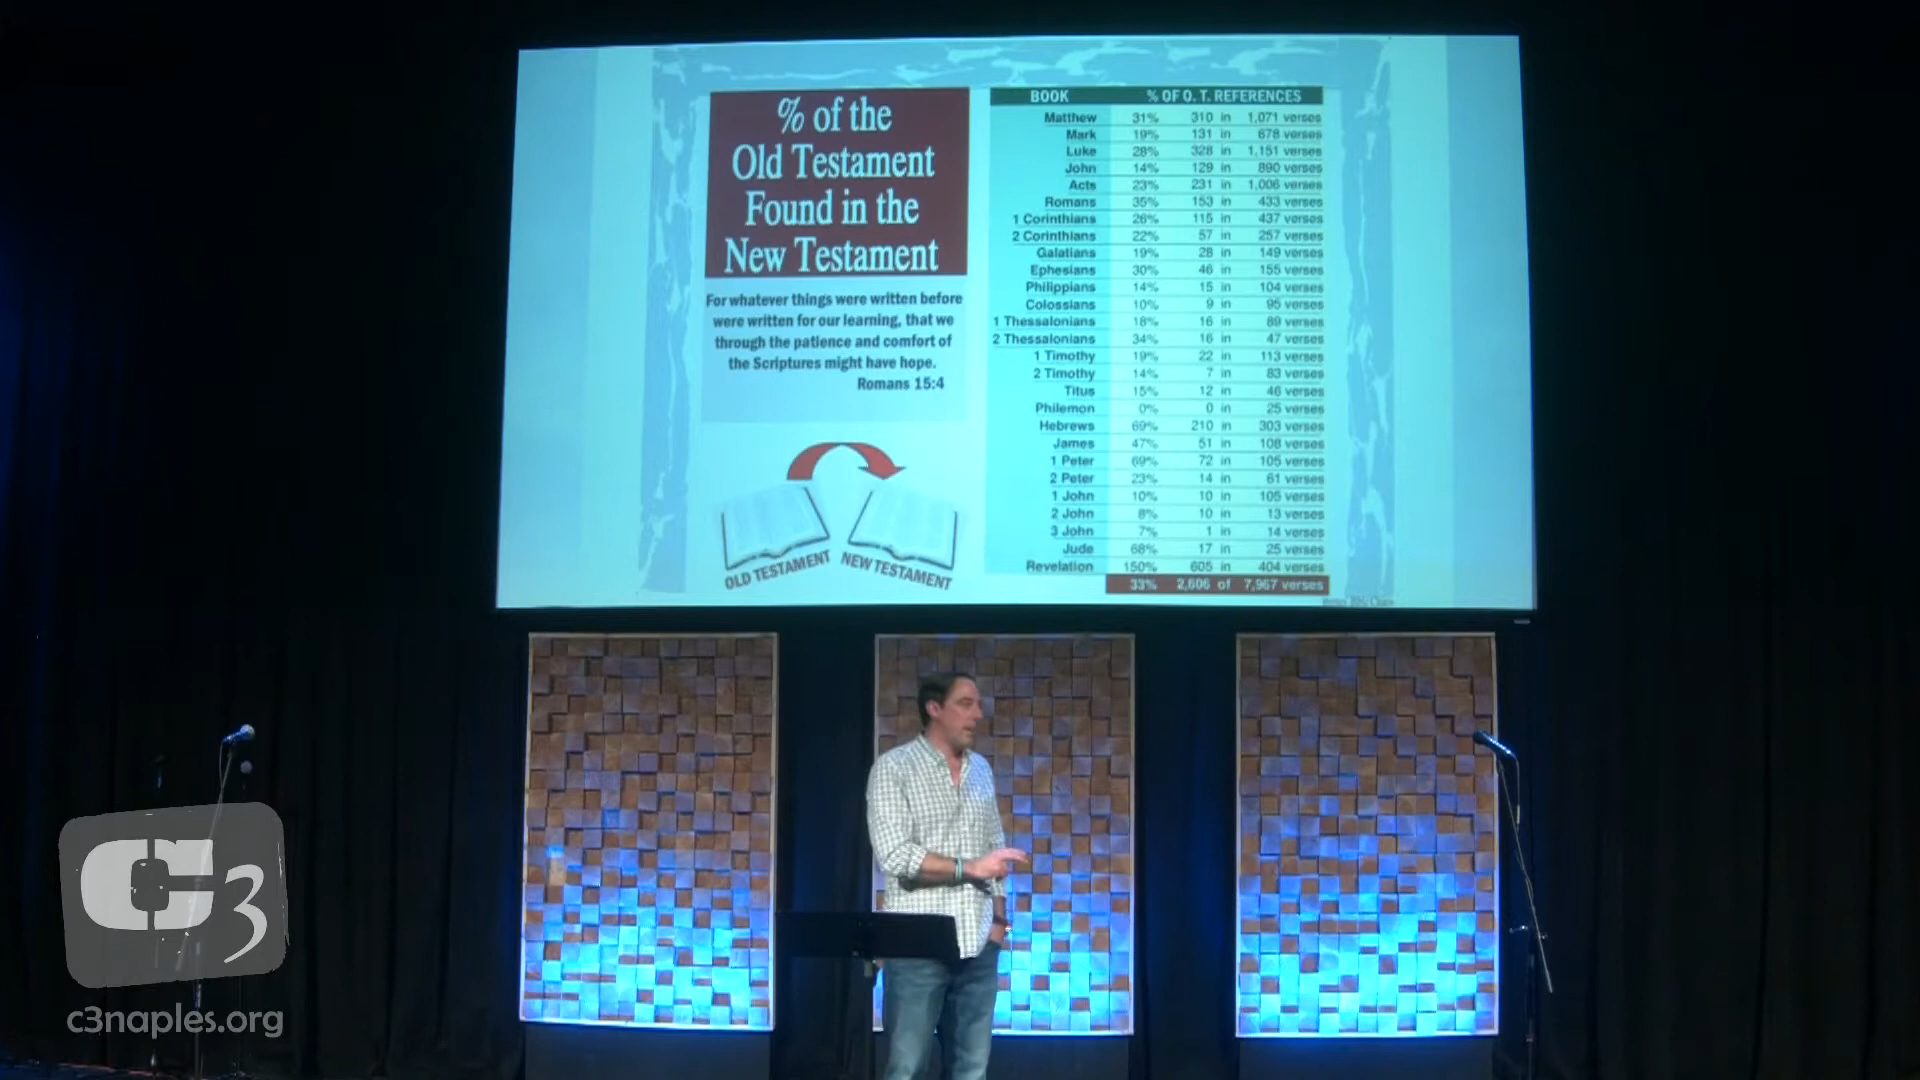 % of the
Old Testament
Found in the
New Testament
For whatever things were written before
were written for our learning, that we
through the patience and comfort of
the Scriptures might have hope.
Romans 15:4
OLD TESTAMENT NEW TESTAMENT
BOOK % OF O. T. REFERENCES
Matthew 31% 310 in 1,071 verses
Mark 19% 131 in 678 verses
Luke 28% 328 in 1,151 verses
John 14% 129 in 890 verses
Acts 23% 231 in 1,006 verses
Romans 35% 153 in 433 verses
1 Corinthians 26% 115 in 437 verses
2 Corinthians 22% 57 in 257 verses
Galatians 19% 28 in 149 verses
Ephesians 30% 46 in 155 verses
Philippians 14% 15 in 104 verses
Colossians 10% 9 in 95 verses
1 Thessalonians 18% 16 in 89 verses
2 Thessalonians 34% 16 in 47 verses
1 Timothy 19% 22 in 113 verses
2 Timothy 14% 7 in 83 verses
Titus 15% 12 in 46 verses
Philemon 0% 0 in 25 verses
Hebrews 69% 210 in 303 verses
James 47% 51 in 108 verses
1 Peter 69% 72 in 105 verses
2 Peter 23% 14 in 61 verses
1 John 10% 10 in 105 verses
2 John 8% 10 in 13 verses
3 John 7% 1 in 14 verses
Jude 68% 17 in 25 verses
Revelation 150% 605 in 404 verses
33% 2,606 of 7,967 verses
C3
c3naples.org